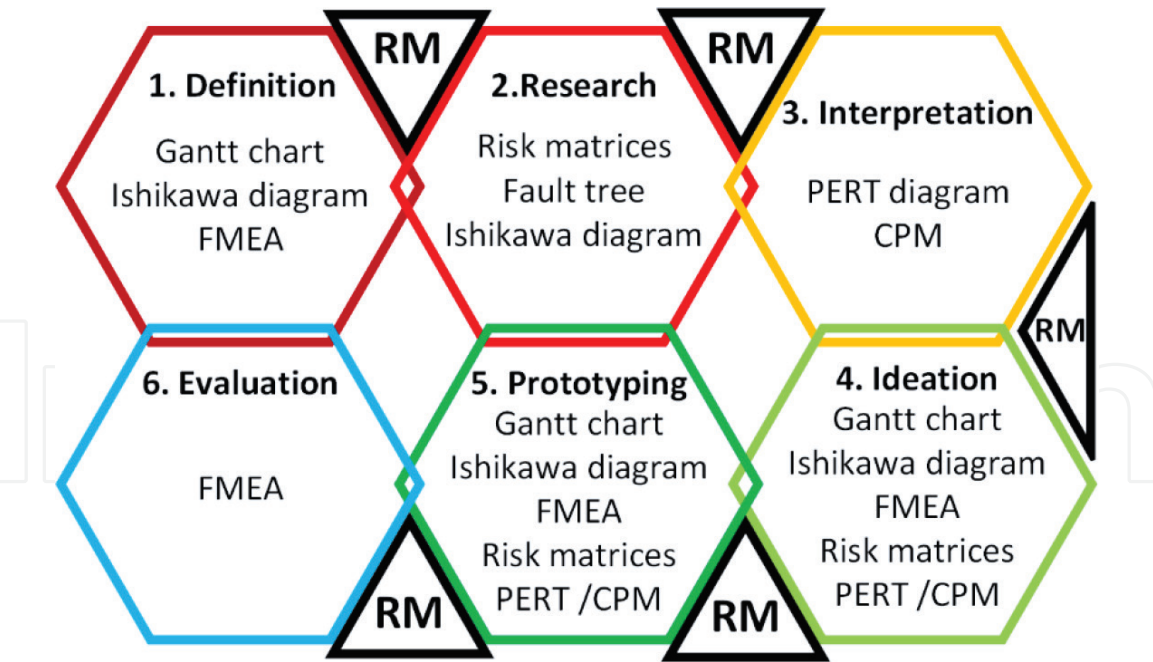 RM
RM
1. Definition
Gantt chart
Ishikawa diagram
FMEA
2.Research
Risk matrices
Fault tree
Ishikawa diagram
3. Interpretation
PERT diagram
CPM
RM
4. Ideation
Gantt chart
Ishikawa diagram
FMEA
Risk matrices
PERT /CPM
5. Prototyping
Gantt chart
Ishikawa diagram
FMEA
Risk matrices
PERT /CPM
6. Evaluation
FMEA
RM
RM